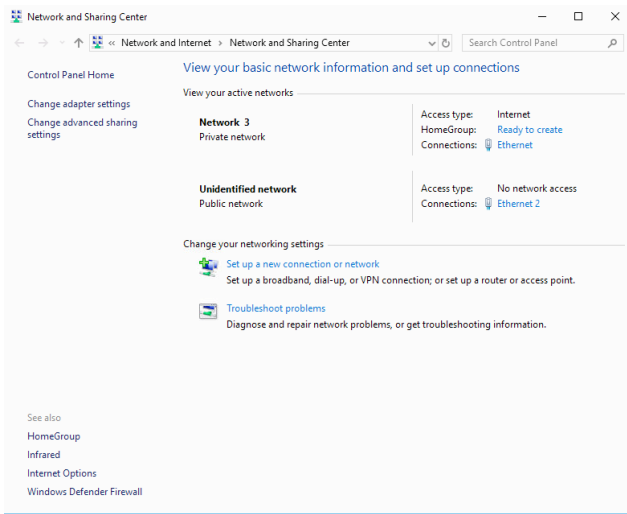 Network and Sharing Center
« Network and Internet › Network and Sharing Center
Search Control Panel
Control Panel Home
Change adapter settings
Change advanced sharing
settings
View your basic network information and set up connections
View your active networks
Network 3
Private network
Access type: Internet
HomeGroup: Ready to create
Connections: Ethernet
Unidentified network
Public network
Access type: No network access
Connections: Ethernet 2
Change your networking settings
Set up a new connection or network
Set up a broadband, dial-up, or VPN connection; or set up a router or access point.
Troubleshoot problems
Diagnose and repair network problems, or get troubleshooting information.
See also
HomeGroup
Infrared
Internet Options
Windows Defender Firewall